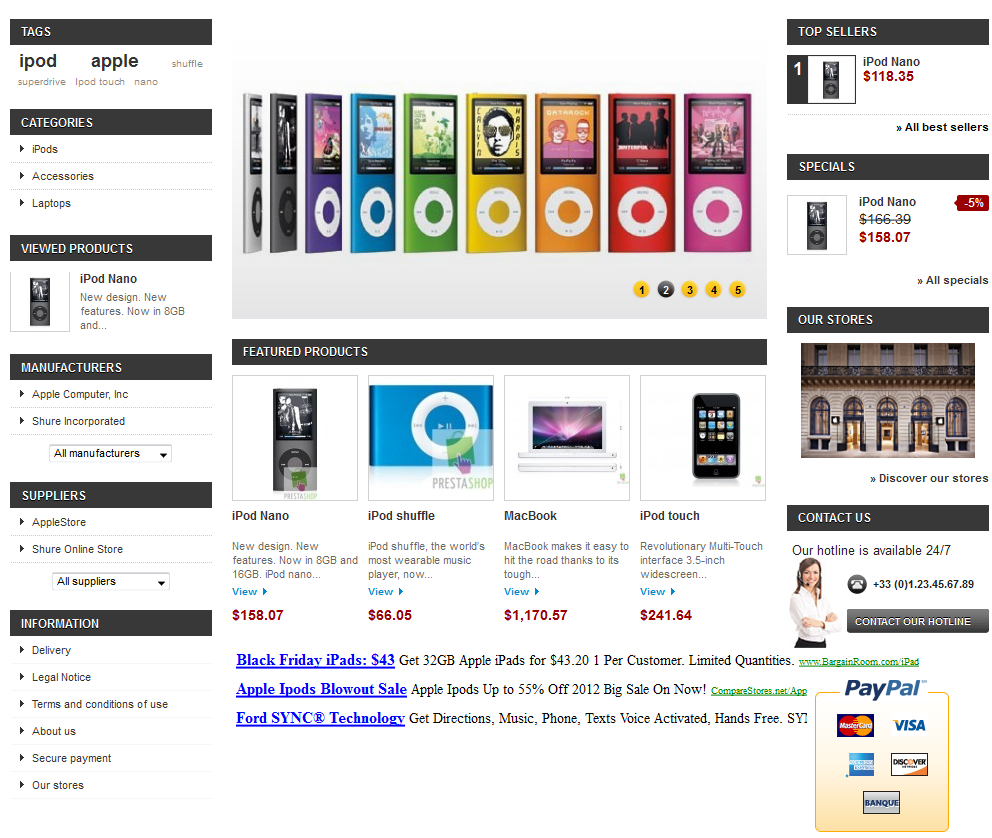 TAGS
ipod apple shuffle
superdrive Ipod touch nano
CATEGORIES
iPods
Accessories
Laptops
VIEWED PRODUCTS
iPod Nano
New design. New
features. Now in 8GB
and...
MANUFACTURERS
Apple Computer, Inc
Shure Incorporated
All manufacturers
SUPPLIERS
AppleStore
Shure Online Store
All suppliers
INFORMATION
Delivery
Legal Notice
Terms and conditions of use
About us
Secure payment
Our stores
CALVIN HARRIS
DATAROCK
INTERPOL
1 2 3 4 5
FEATURED PRODUCTS
PRESTASHOP
iPod Nano
New design. New
features. Now in 8GB and
16GB. iPod nano...
View
$158.07
PRESTASHOP
iPod shuffle
iPod shuffle, the world's
most wearable music
player, now...
View
$66.05
MacBook
MacBook makes it easy to
hit the road thanks to its
tough...
View
$1,170.57
iPod touch
Revolutionary Multi-Touch
interface 3.5-inch
widescreen...
View
$241.64
Black Friday iPads: $43 Get 32GB Apple iPads for $43.20 1 Per Customer. Limited Quantities. www.BargainRoom.com/iPad
Apple Ipods Blowout Sale Apple Ipods Up to 55% Off 2012 Big Sale On Now! CompareStores.net/App
Ford SYNC® Technology Get Directions, Music, Phone, Texts Voice Activated, Hands Free. SY
TOP SELLERS
1
iPod Nano
$118.35
» All best sellers
SPECIALS
iPod Nano
-5%
$166.39
$158.07
» All specials
OUR STORES
» Discover our stores
CONTACT US
Our hotline is available 24/7
+33 (0)1.23.45.67.89
CONTACT OUR HOTLINE
PayPal™
MasterCard VISA
AMERICAN EXPRESS DISCOVER NETWORK
BANQUE